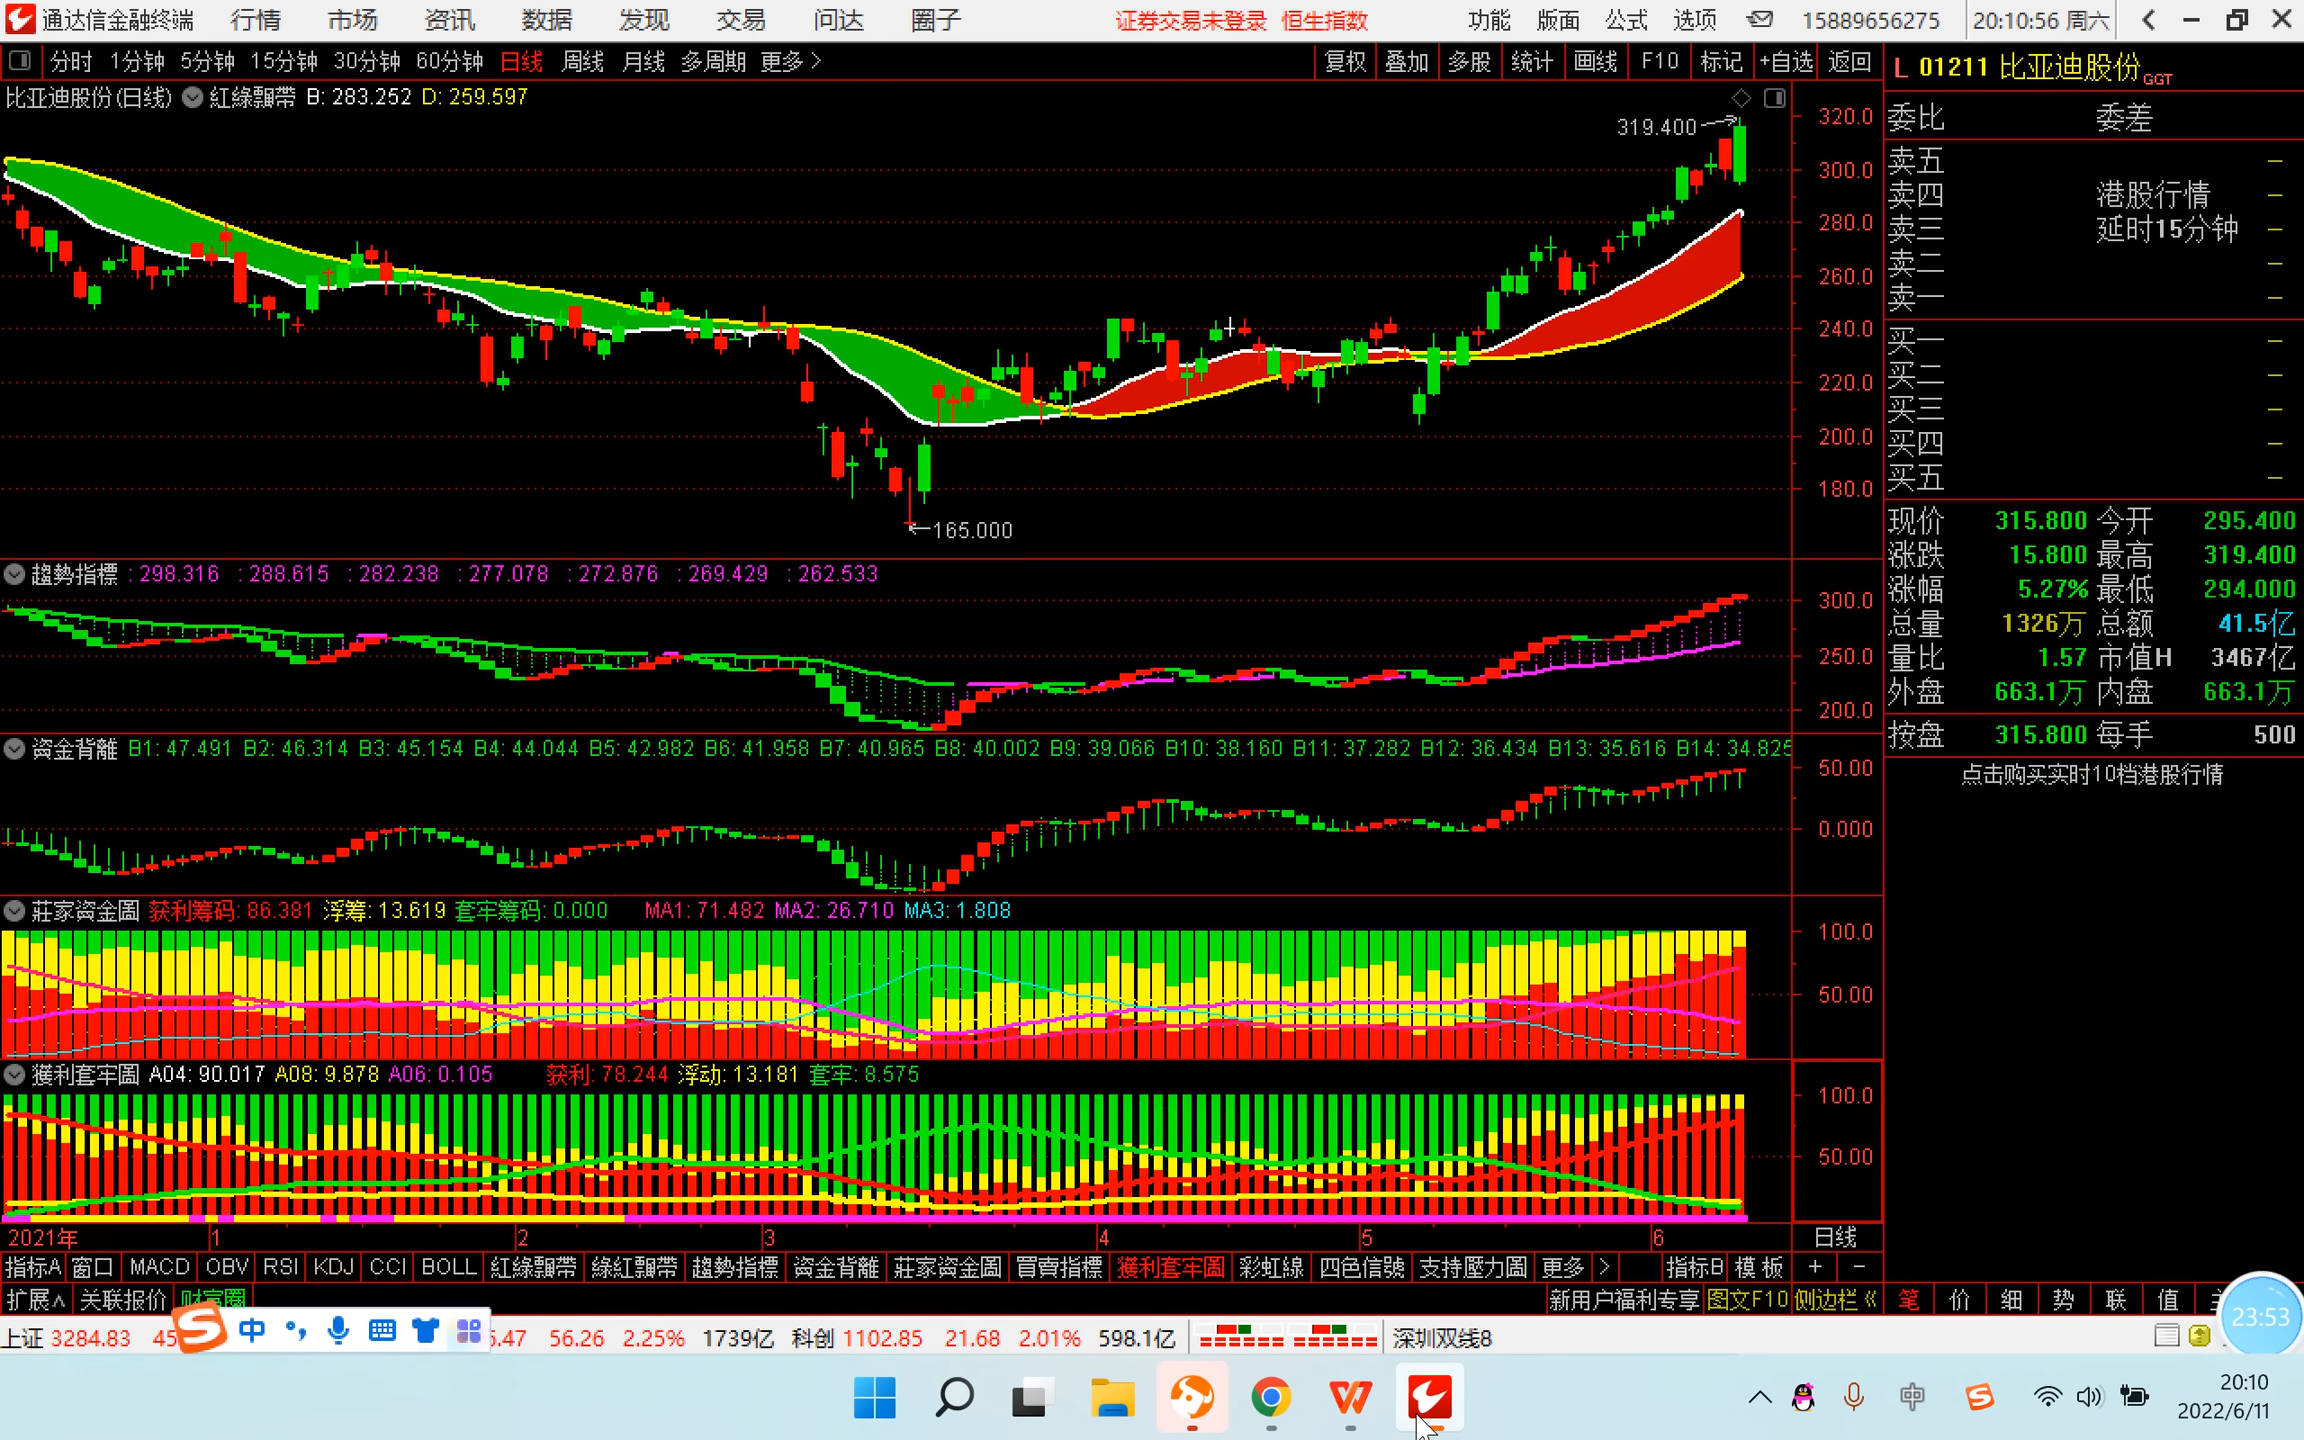 通达信金融终端 行情 市场 资讯 数据 发现 交易 问达 圈子 证券交易未登录 恒生指数 功能 版面 公式 选项 15889656275 20:10:56 周六
分时 1分钟 5分钟 15分钟 30分钟 60分钟 日线 周线 月线 多周期 更多 > 复权 叠加 多股 统计 画线 F10 标记 +自选 返回
L 01211 比亚迪股份GGT
比亚迪股份(日线) 紅綠飄帶 B: 283.252 D: 259.597
委比 委差
卖五
卖四 港股行情
卖三 延时15分钟
卖二
卖一
买一
买二
买三
买四
买五
现价 315.800 今开 295.400
涨跌 15.800 最高 319.400
涨幅 5.27% 最低 294.000
总量 1326万 总额 41.5亿
量比 1.57 市值H 3467亿
外盘 663.1万 内盘 663.1万
按盘 315.800 每手 500
点击购买实时10档港股行情
319.400
165.000
320.0
300.0
280.0
260.0
240.0
220.0
200.0
180.0
趨勢指標 : 298.316 : 288.615 : 282.238 : 277.078 : 272.876 : 269.429 : 262.533
300.0
250.0
200.0
资金背離 B1: 47.491 B2: 46.314 B3: 45.154 B4: 44.044 B5: 42.982 B6: 41.958 B7: 40.965 B8: 40.002 B9: 39.066 B10: 38.160 B11: 37.282 B12: 36.434 B13: 35.616 B14: 34.825
50.00
0.000
莊家资金圖 获利筹码: 86.381 浮筹: 13.619 套牢筹码: 0.000 MA1: 71.482 MA2: 26.710 MA3: 1.808
100.0
50.00
獲利套牢圖 A04: 90.017 A08: 9.878 A06: 0.105 获利: 78.244 浮动: 13.181 套牢: 8.575
100.0
50.00
2021年 1 2 3 4 5 6 日线
指标A 窗口 MACD OBV RSI KDJ CCI BOLL 紅綠飄帶 綠紅飄帶 趨勢指標 资金背離 莊家资金圖 買賣指標 獲利套牢圖 彩虹線 四色信號 支持壓力圖 更多 > 指标B 模板 + −
扩展∧ 关联报价 财富圈 新用户福利专享 图文F10 侧边栏《 笔 价 细 势 联 值
上证 3284.83 45 中 5.47 56.26 2.25% 1739亿 科创 1102.85 21.68 2.01% 598.1亿 深圳双线8
23:53
中
20:10
2022/6/11